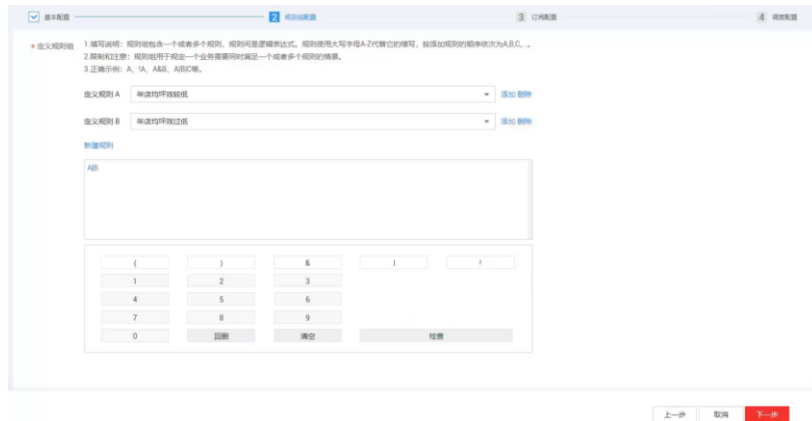 基本配置
2 规则组配置
3 订阅配置
4 调度配置
* 定义规则组
1.填写说明：规则组包含一个或者多个规则，规则间是逻辑表达式。规则使用大写字母A-Z代替它的缩写，按添加规则的顺序依次为A,B,C,...。
2.限制和注意：规则组用于规定一个业务需要同时满足一个或者多个规则的场景。
3.正确示例：A、!A、A&B、A|B|C等。
定义规则 A 年店均坪效较低 添加 删除
定义规则 B 年店均坪效过低 添加 删除
新建规则
A|B
( ) & | !
1 2 3
4 5 6
7 8 9
0 回删 清空 检查
上一步 取消 下一步